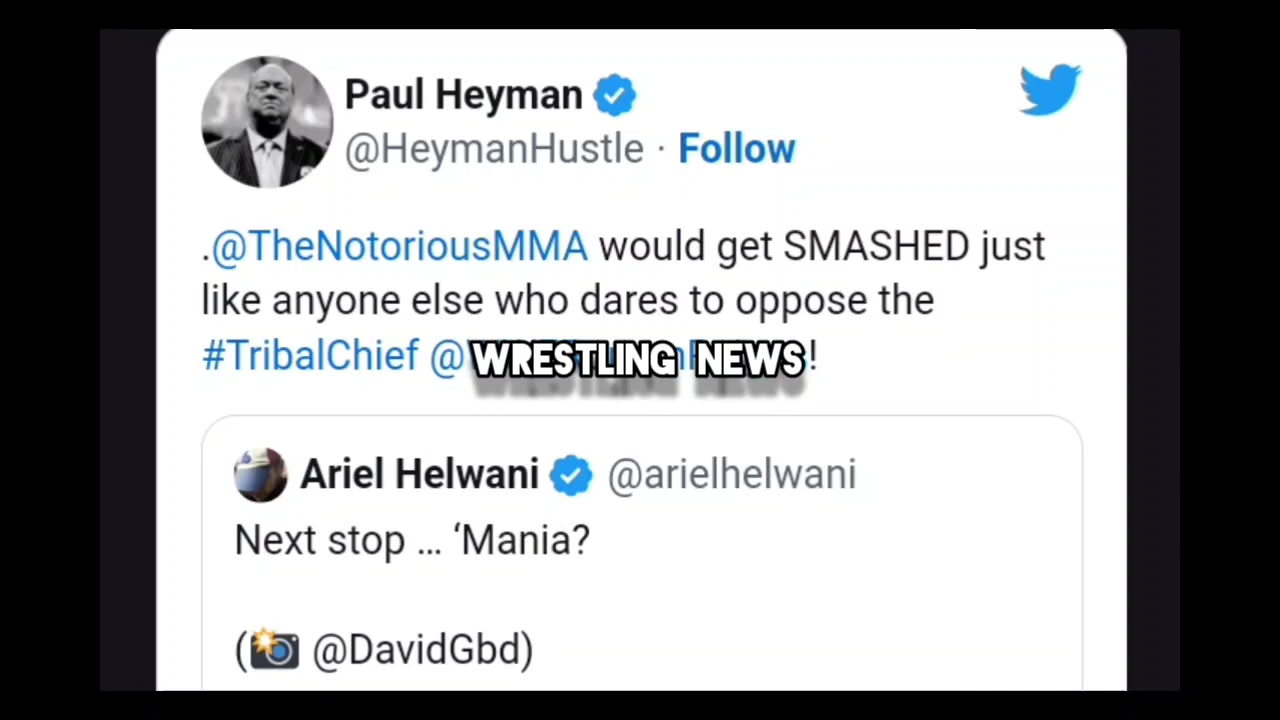 Paul Heyman
@HeymanHustle · Follow
.@TheNotoriousMMA would get SMASHED just
like anyone else who dares to oppose the
#TribalChief @ !
WRESTLING NEWS
Ariel Helwani @arielhelwani
Next stop ... ‘Mania?
(📸 @DavidGbd)